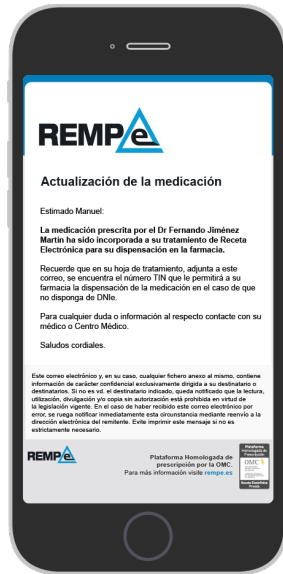 REMPe
Actualización de la medicación
Estimado Manuel:
La medicación prescrita por el Dr Fernando Jiménez
Martín ha sido incorporada a su tratamiento de Receta
Electrónica para su dispensación en la farmacia.
Recuerde que en su hoja de tratamiento, adjunta a este
correo, se encuentra el número TIN que le permitirá a su
farmacia la dispensación de la medicación en el caso de que
no disponga de DNIe.
Para cualquier duda o información al respecto contacte con su
médico o Centro Médico.
Saludos cordiales.
Este correo electrónico y, en su caso, cualquier fichero anexo al mismo, contiene
información de carácter confidencial exclusivamente dirigida a su destinatario o
destinatarios. Si no es vd. el destinatario indicado, queda notificado que la lectura,
utilización, divulgación y/o copia sin autorización está prohibida en virtud de
la legislación vigente. En el caso de haber recibido este correo electrónico por
error, se ruega notificar inmediatamente esta circunstancia mediante reenvío a la
dirección electrónica del remitente. Evite imprimir este mensaje si no es
estrictamente necesario.
REMPe
Plataforma Homologada de
prescripción por la OMC.
Para más información visite rempe.es
Plataforma
Homologada de
Prescripción
OMC
Receta Electrónica
Privada